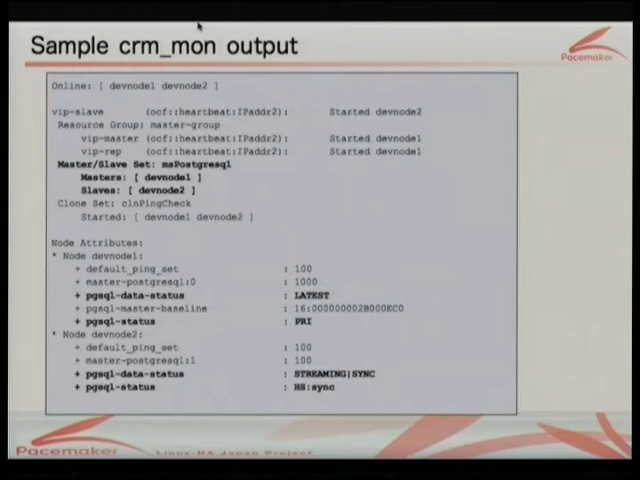 Sample crm_mon output
Pacemaker
Online: [ devnode1 devnode2 ]
vip-slave (ocf::heartbeat:IPaddr2): Started devnode2
Resource Group: master-group
vip-master (ocf::heartbeat:IPaddr2): Started devnode1
vip-rep (ocf::heartbeat:IPaddr2): Started devnode1
Master/Slave Set: msPostgresql
Masters: [ devnode1 ]
Slaves: [ devnode2 ]
Clone Set: clnPingCheck
Started: [ devnode1 devnode2 ]
Node Attributes:
* Node devnode1:
+ default_ping_set : 100
+ master-postgresql:0 : 1000
+ pgsql-data-status : LATEST
+ pgsql-master-baseline : 16:000000002B000EC0
+ pgsql-status : PRI
* Node devnode2:
+ default_ping_set : 100
+ master-postgresql:1 : 100
+ pgsql-data-status : STREAMING|SYNC
+ pgsql-status : HS:sync
Pacemaker Linux-HA Japan Project